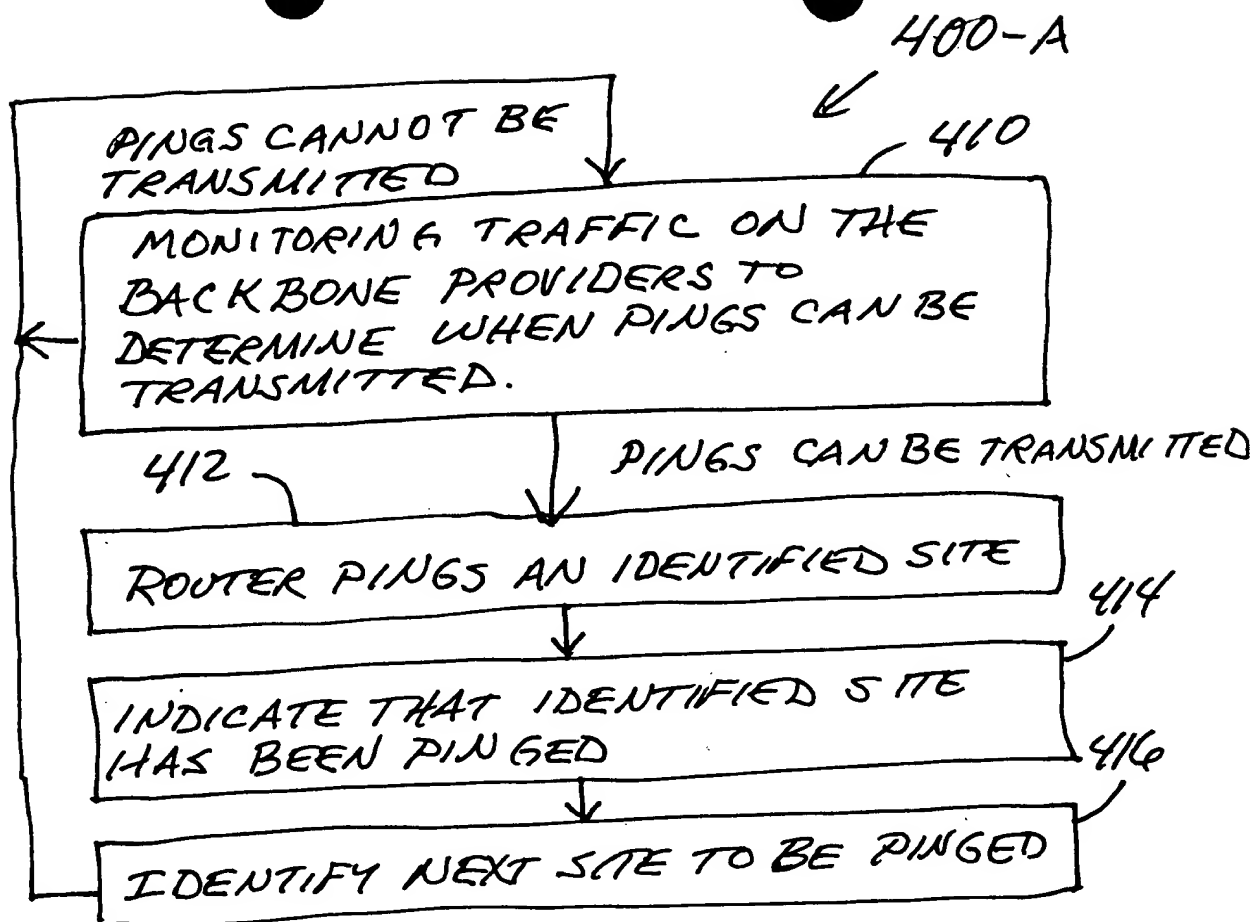 400-A
PINGS CANNOT BE
TRANSMITTED
410
MONITORING TRAFFIC ON THE
BACKBONE PROVIDERS TO
DETERMINE WHEN PINGS CAN BE
TRANSMITTED.
412
PINGS CAN BE TRANSMITTED
ROUTER PINGS AN IDENTIFIED SITE
414
INDICATE THAT IDENTIFIED SITE
HAS BEEN PINGED
416
IDENTIFY NEXT SITE TO BE PINGED